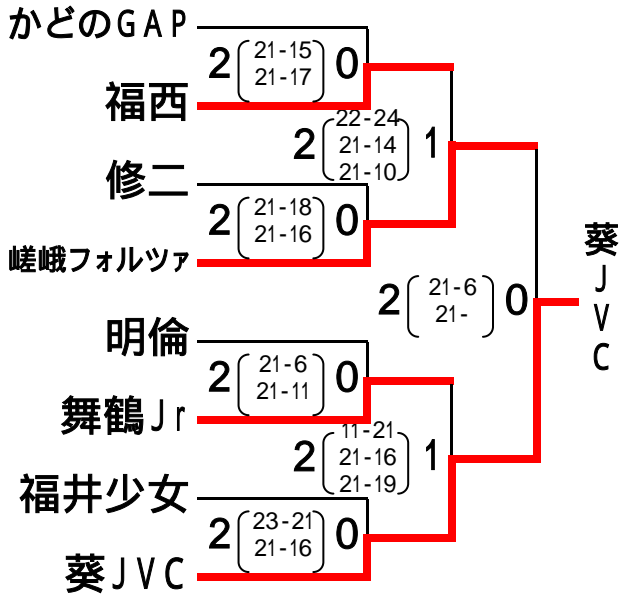 かどのGAP
2 21-15 0
21-17
福西
2 22-24 1
21-14
21-10
修二
2 21-18 0
21-16
嵯峨フォルツァ
2 21-6 0
21-
葵JVC
明倫
2 21-6 0
21-11
舞鶴Jr
2 11-21 1
21-16
21-19
福井少女
2 23-21 0
21-16
葵JVC